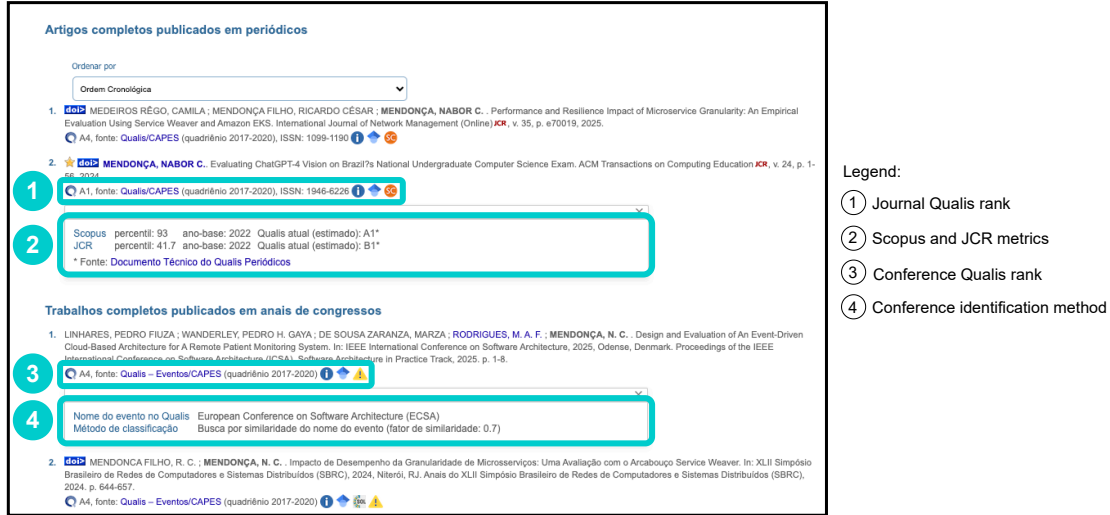 Artigos completos publicados em periódicos
Ordenar por
Ordem Cronológica
1. doi> MEDEIROS RÊGO, CAMILA ; MENDONÇA FILHO, RICARDO CÉSAR ; MENDONÇA, NABOR C. . Performance and Resilience Impact of Microservice Granularity: An Empirical
Evaluation Using Service Weaver and Amazon EKS. International Journal of Network Management (Online) JCR , v. 35, p. e70019, 2025.
A4, fonte: Qualis/CAPES (quadriênio 2017-2020), ISSN: 1099-1190 i SC
2. doi> MENDONÇA, NABOR C.. Evaluating ChatGPT-4 Vision on Brazil?s National Undergraduate Computer Science Exam. ACM Transactions on Computing Education JCR , v. 24, p. 1-
56, 2024.
1 A1, fonte: Qualis/CAPES (quadriênio 2017-2020), ISSN: 1946-6226 i SC
2
Scopus percentil: 93 ano-base: 2022 Qualis atual (estimado): A1*
JCR percentil: 41.7 ano-base: 2022 Qualis atual (estimado): B1*
* Fonte: Documento Técnico do Qualis Periódicos
Trabalhos completos publicados em anais de congressos
1. LINHARES, PEDRO FIUZA ; WANDERLEY, PEDRO H. GAYA ; DE SOUSA ZARANZA, MARZA ; RODRIGUES, M. A. F. ; MENDONÇA, N. C. . Design and Evaluation of An Event-Driven
Cloud-Based Architecture for A Remote Patient Monitoring System. In: IEEE International Conference on Software Architecture, 2025, Odense, Denmark. Proceedings of the IEEE
International Conference on Software Architecture (ICSA), Software Architecture in Practice Track, 2025. p. 1-8.
3 A4, fonte: Qualis – Eventos/CAPES (quadriênio 2017-2020) i
4
Nome do evento no Qualis European Conference on Software Architecture (ECSA)
Método de classificação Busca por similaridade do nome do evento (fator de similaridade: 0.7)
2. doi> MENDONCA FILHO, R. C. ; MENDONÇA, N. C. . Impacto de Desempenho da Granularidade de Microsserviços: Uma Avaliação com o Arcabouço Service Weaver. In: XLII Simpósio
Brasileiro de Redes de Computadores e Sistemas Distribuídos (SBRC), 2024, Niterói, RJ. Anais do XLII Simpósio Brasileiro de Redes de Computadores e Sistemas Distribuídos (SBRC),
2024. p. 644-657.
A4, fonte: Qualis – Eventos/CAPES (quadriênio 2017-2020) i
Legend:
1 Journal Qualis rank
2 Scopus and JCR metrics
3 Conference Qualis rank
4 Conference identification method